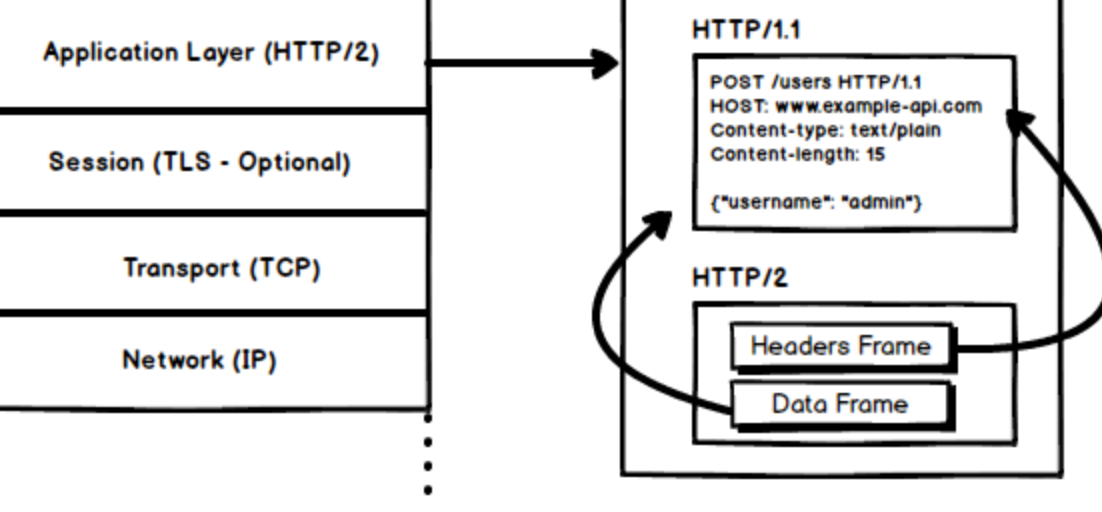 Application Layer (HTTP/2)
Session (TLS - Optional)
Transport (TCP)
Network (IP)
HTTP/1.1
POST /users HTTP/1.1
HOST: www.example-api.com
Content-type: text/plain
Content-length: 15
{"username": "admin"}
HTTP/2
Headers Frame
Data Frame